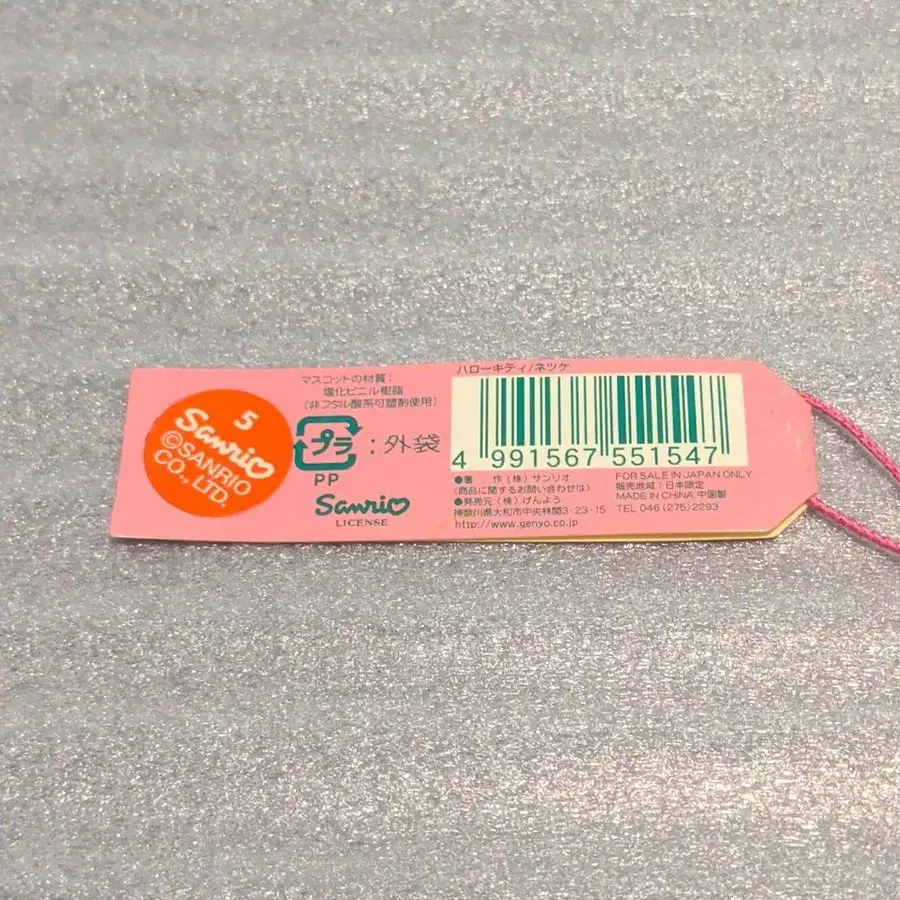 5
Sanrio
©SANRIO
CO., LTD.
マスコットの材質:
塩化ビニル樹脂
(非フタル酸系可塑剤使用)
プラ : 外袋
PP
Sanrio
LICENSE
ハローキティ/ネツケ
4 991567 551547
●著 作 (株) サンリオ
(商品に関するお問い合わせは)
●発売元 (株) げんよう
神奈川県大和市中央林間3-23-15
http://www.genyo.co.jp
FOR SALE IN JAPAN ONLY
販売地域:日本限定
MADE IN CHINA 中国製
TEL 046 (275) 2293